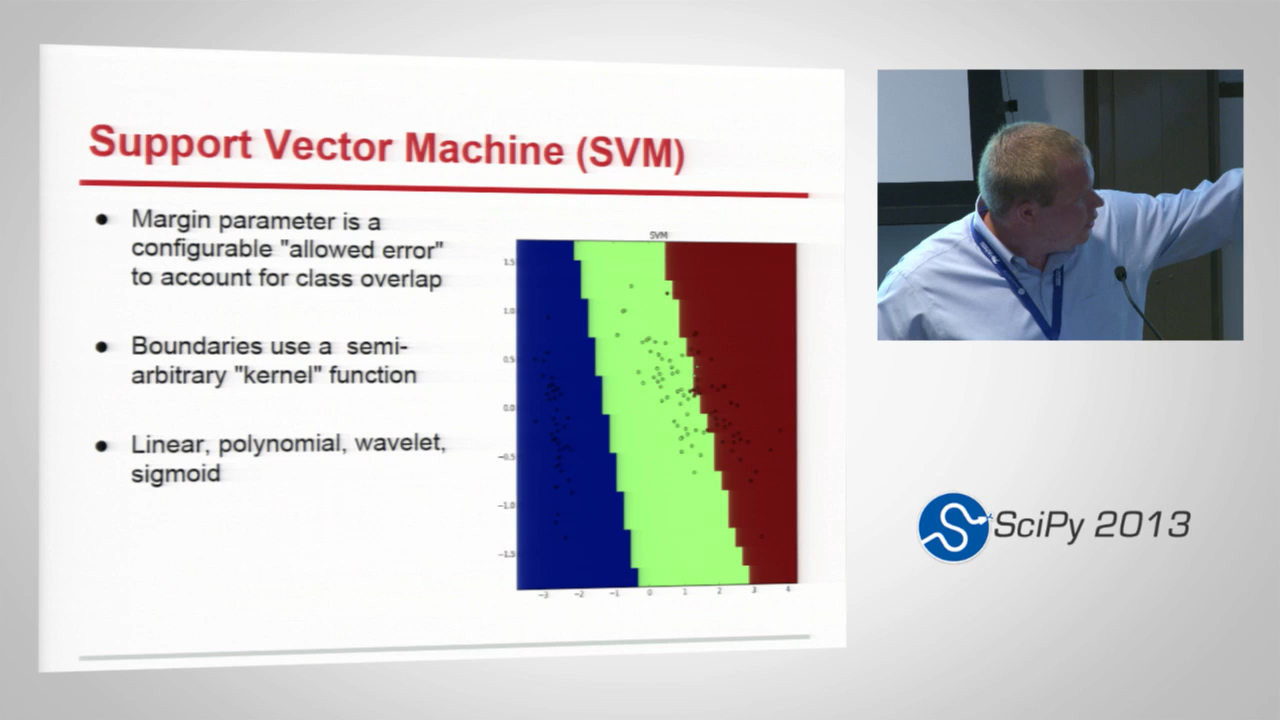 Support Vector Machine (SVM)
● Margin parameter is a
configurable "allowed error"
to account for class overlap
● Boundaries use a semi-
arbitrary "kernel" function
● Linear, polynomial, wavelet,
sigmoid
SVM
1.5
1.0
0.5
0.0
−0.5
−1.0
−1.5
−3 −2 −1 0 1 2 3 4
SciPy 2013